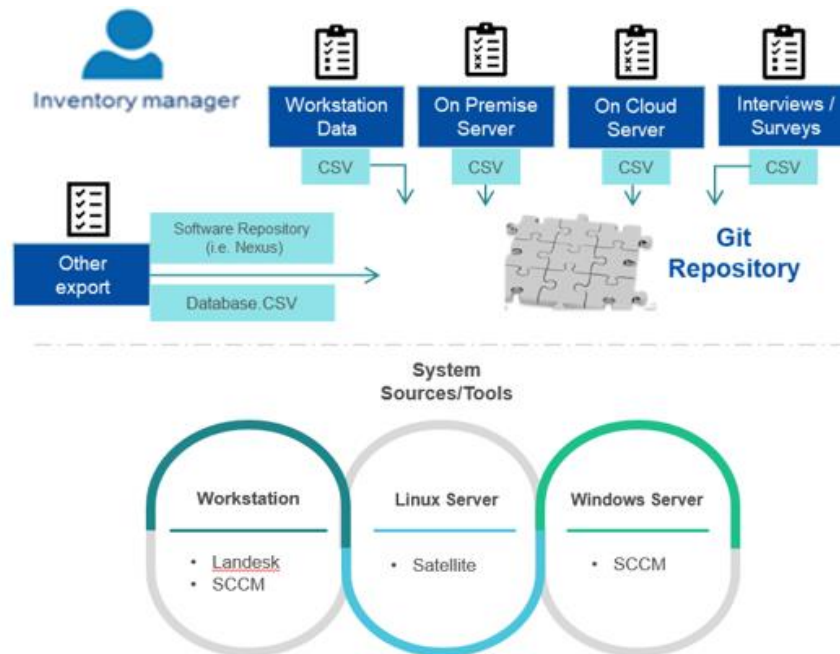 Inventory manager
Workstation
Data
On Premise
Server
On Cloud
Server
Interviews /
Surveys
CSV
CSV
CSV
CSV
Other
export
Software Repository
(i.e. Nexus)
Database.CSV
Git
Repository
System
Sources/Tools
Workstation
• Landesk
• SCCM
Linux Server
• Satellite
Windows Server
• SCCM